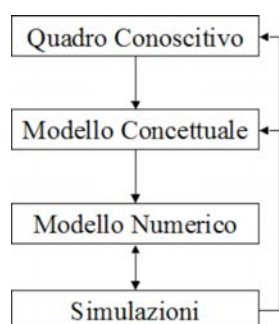 Quadro Conoscitivo
Modello Concettuale
Modello Numerico
Simulazioni